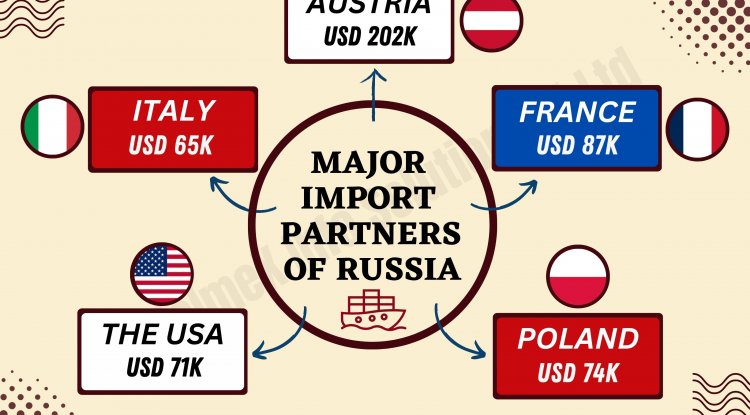 AUSTRIA
USD 202K
ITALY
USD 65K
FRANCE
USD 87K
MAJOR
IMPORT
PARTNERS
OF RUSSIA
THE USA
USD 71K
POLAND
USD 74K